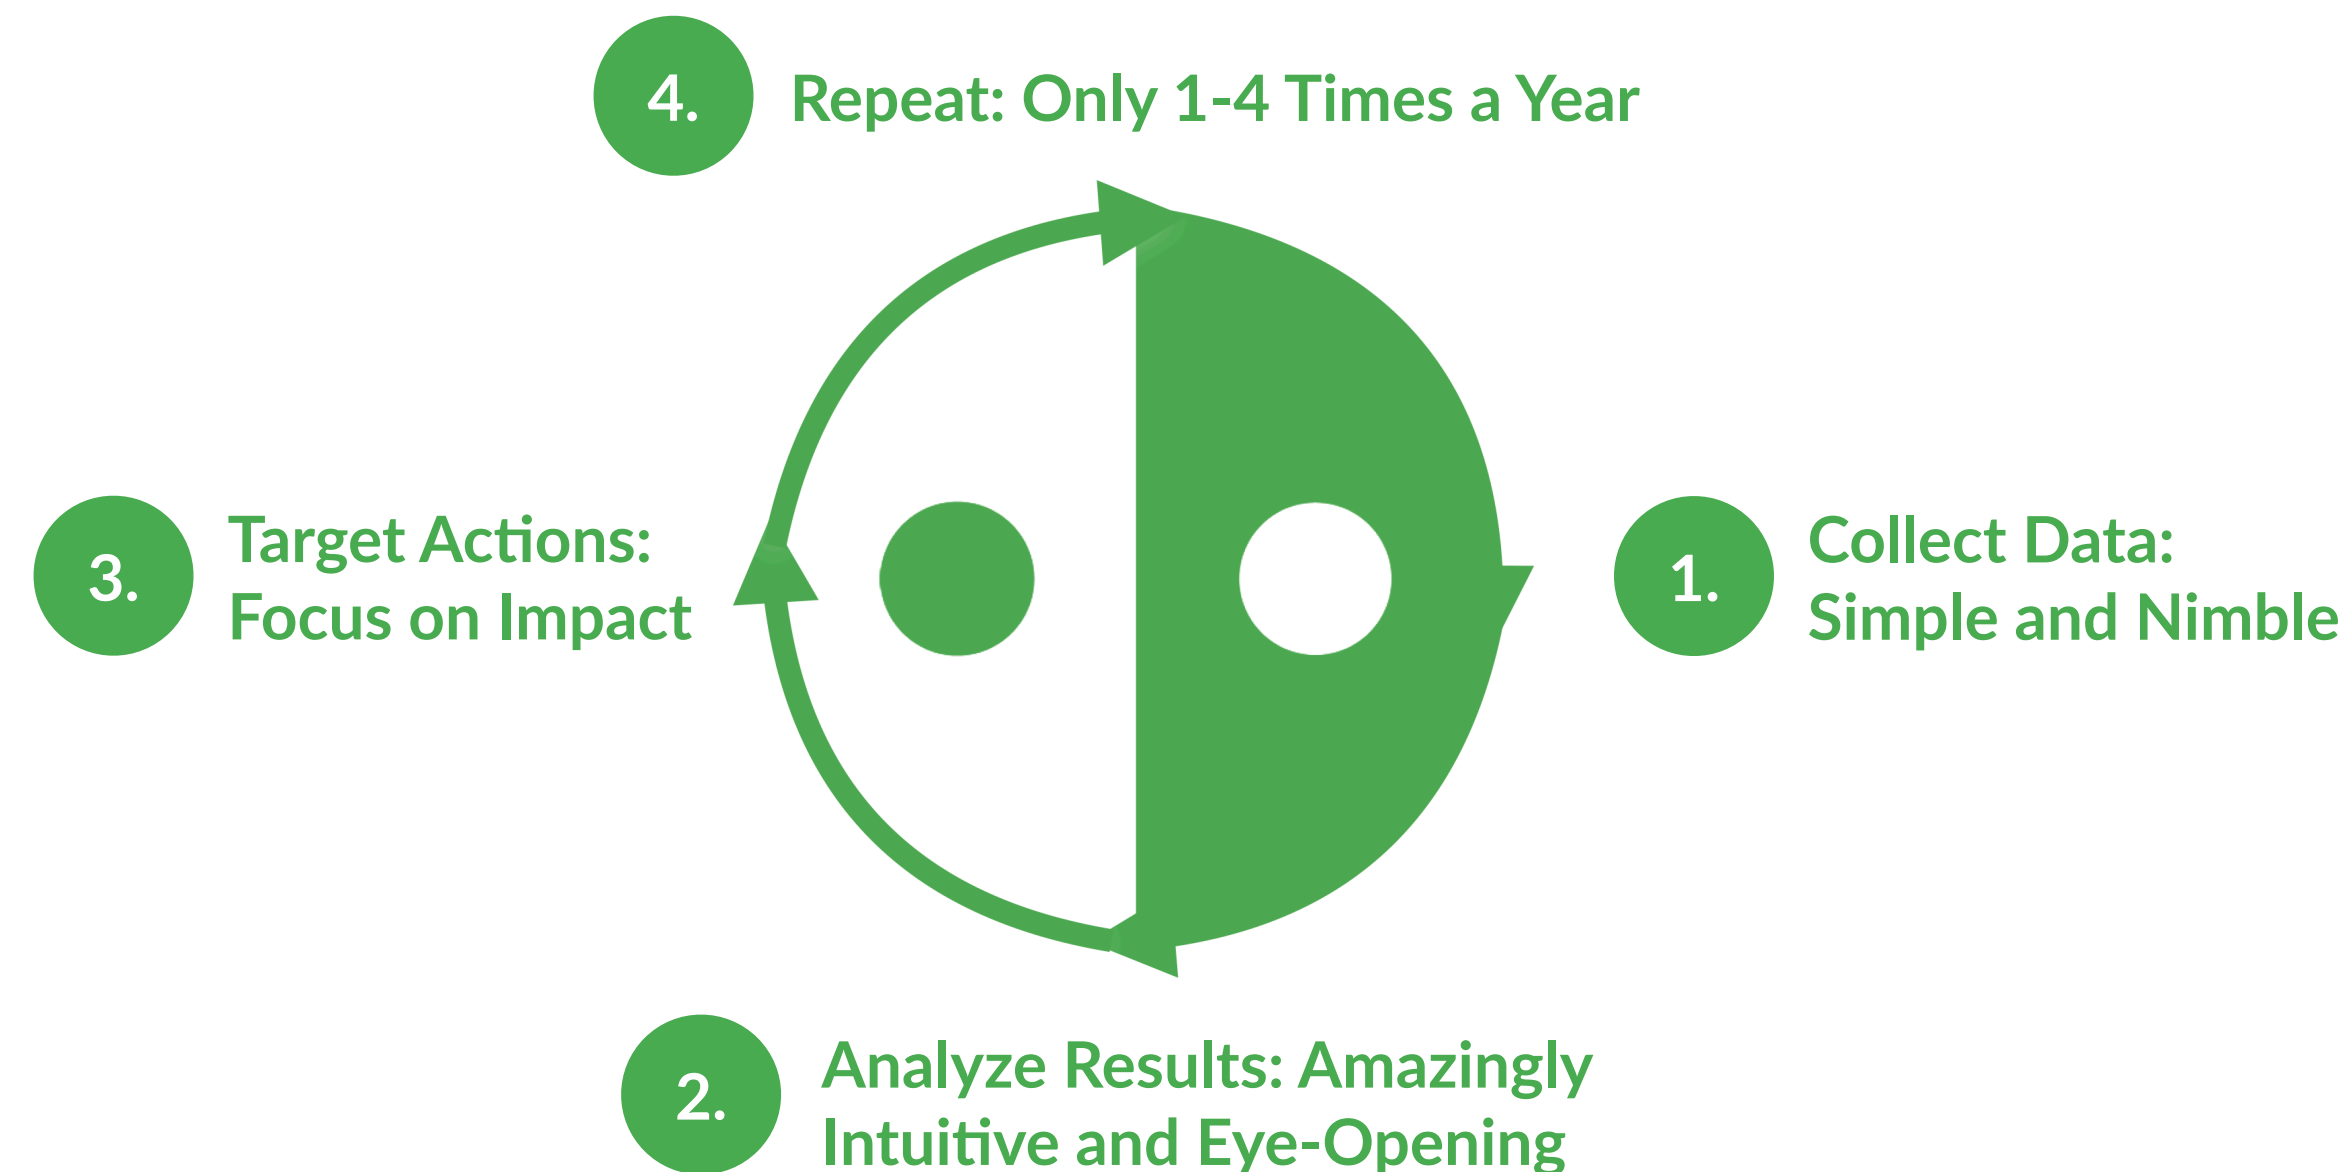 4.
Repeat: Only 1-4 Times a Year
3.
Target Actions:
Focus on Impact
1.
Collect Data:
Simple and Nimble
2.
Analyze Results: Amazingly
Intuitive and Eye-Opening